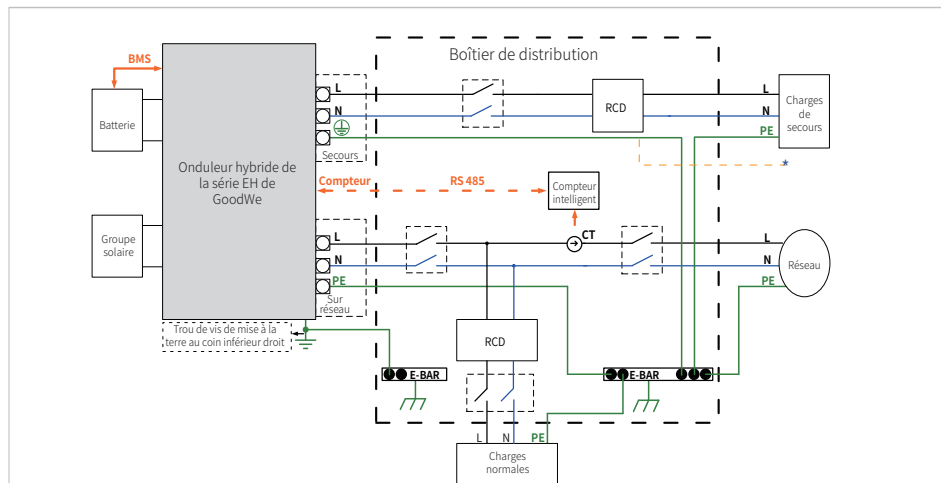 Boîtier de distribution
BMS
Batterie
Onduleur hybride de
la série EH de
GoodWe
L
N
Secours
RCD
L
N
PE
Charges
de
secours
*
Compteur
RS 485
Compteur
intelligent
Groupe
solaire
L
N
PE
Sur
réseau
CT
L
N
PE
Réseau
Trou de vis de mise à la
terre au coin inférieur droit
RCD
E-BAR
E-BAR
L
N
PE
Charges
normales